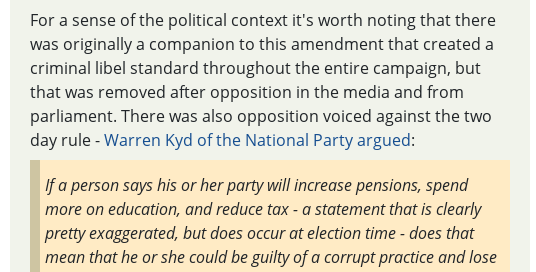 For a sense of the political context it's worth noting that there
was originally a companion to this amendment that created a
criminal libel standard throughout the entire campaign, but
that was removed after opposition in the media and from
parliament. There was also opposition voiced against the two
day rule - Warren Kyd of the National Party argued:
If a person says his or her party will increase pensions, spend
more on education, and reduce tax - a statement that is clearly
pretty exaggerated, but does occur at election time - does that
mean that he or she could be guilty of a corrupt practice and lose